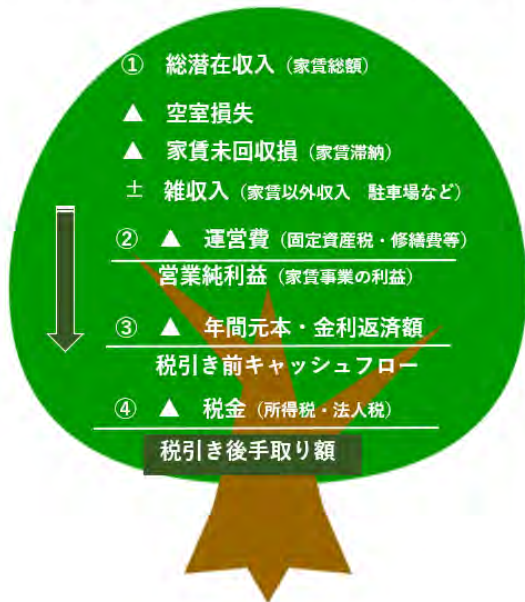 ① 総潜在収入（家賃総額）
▲ 空室損失
▲ 家賃未回収損（家賃滞納）
± 雑収入（家賃以外収入　駐車場など）
② ▲ 運営費（固定資産税・修繕費等）
営業純利益（家賃事業の利益）
③ ▲ 年間元本・金利返済額
税引き前キャッシュフロー
④ ▲ 税金（所得税・法人税）
税引き後手取り額